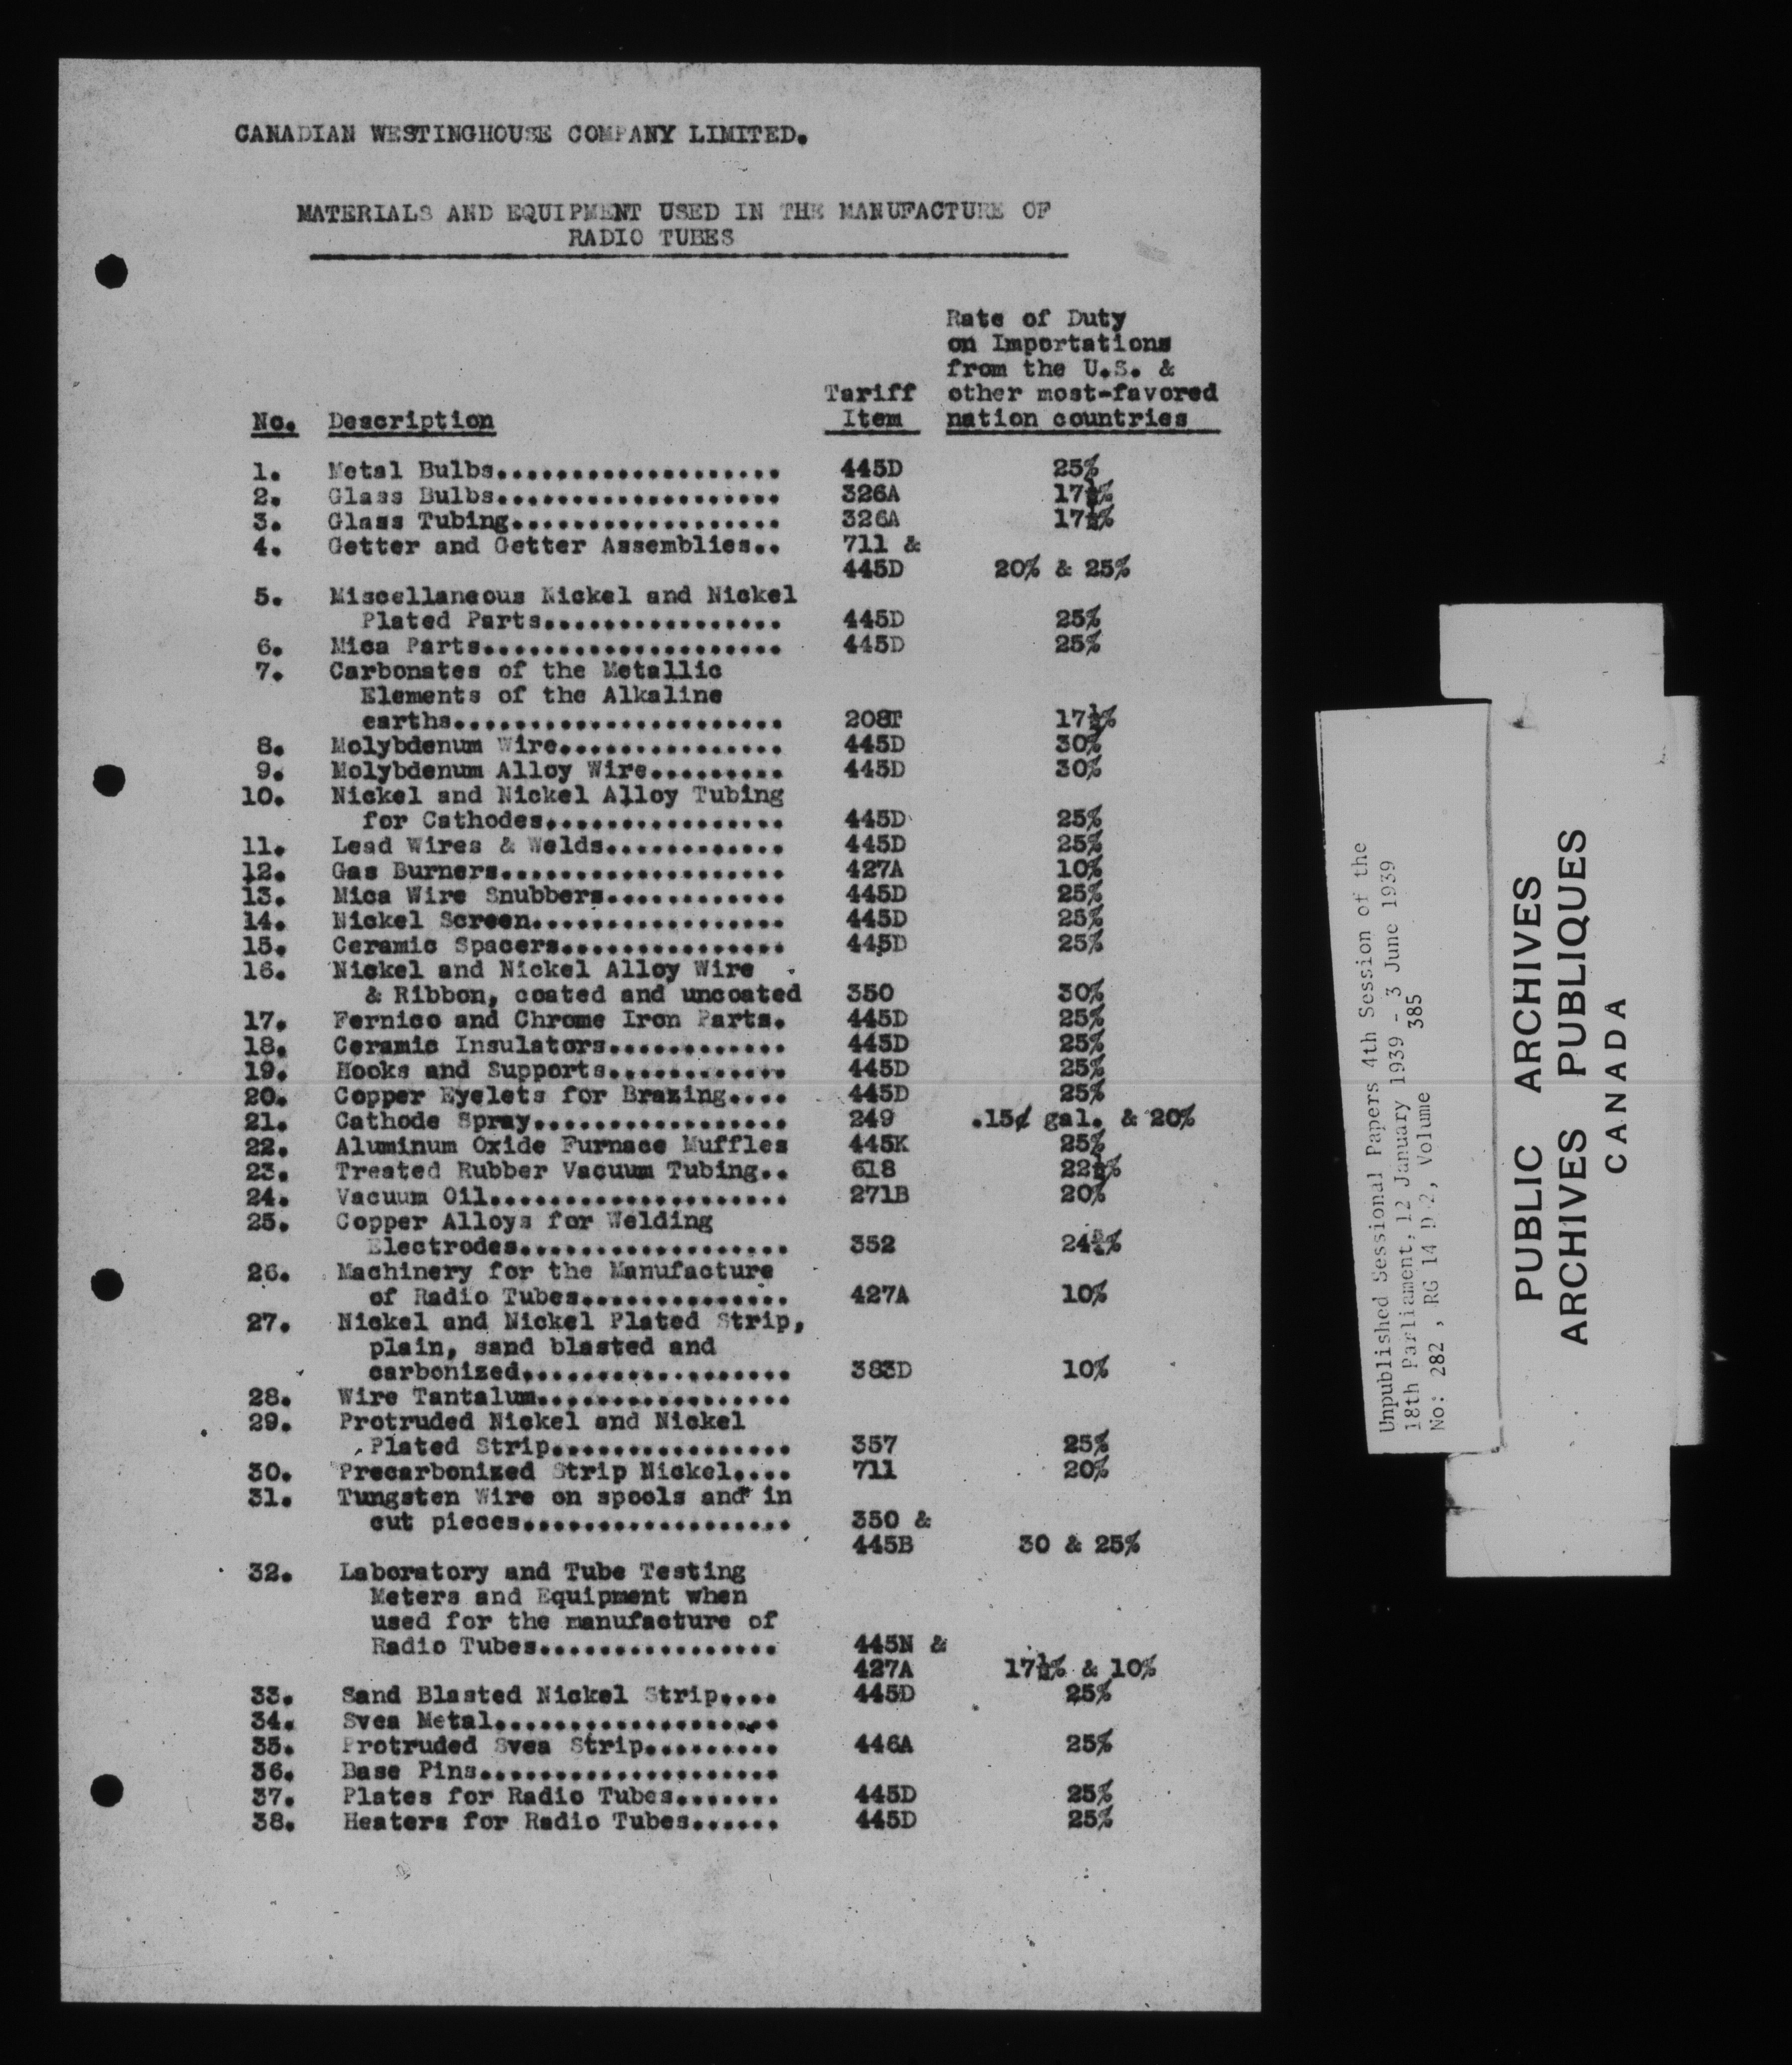 CANADIAN WESTINGHOUSE COMPANY LIMITED.
MATERIALS AND EQUIPMENT USED IN THE MANUFACTURE OF
RADIO TUBES
Rate of Duty
on Importations
from the U.S. &
Tariff other most-favored
No. Description Item nation countries
1. Metal Bulbs................... 445D 25%
2. Glass Bulbs................... 326A 17½%
3. Glass Tubing.................. 326A 17½%
4. Getter and Getter Assemblies.. 711 &
445D 20% & 25%
5. Miscellaneous Nickel and Nickel
Plated Parts................ 445D 25%
6. Mica Parts.................... 445D 25%
7. Carbonates of the Metallic
Elements of the Alkaline
earths...................... 208T 17½%
8. Molybdenum Wire............... 445D 30%
9. Molybdenum Alloy Wire......... 445D 30%
10. Nickel and Nickel Alloy Tubing
for Cathodes................ 445D 25%
11. Lead Wires & Welds............ 445D 25%
12. Gas Burners................... 427A 10%
13. Mica Wire Snubbers............ 445D 25%
14. Nickel Screen................. 445D 25%
15. Ceramic Spacers............... 445D 25%
16. Nickel and Nickel Alloy Wire
& Ribbon, coated and uncoated 350 30%
17. Fernico and Chrome Iron Parts. 445D 25%
18. Ceramic Insulators............ 445D 25%
19. Hooks and Supports............ 445D 25%
20. Copper Eyelets for Brazing.... 445D 25%
21. Cathode Spray................. 249 .15¢ gal. & 20%
22. Aluminum Oxide Furnace Muffles 445K 25%
23. Treated Rubber Vacuum Tubing.. 618 22½%
24. Vacuum Oil.................... 271B 20%
25. Copper Alloys for Welding
Electrodes.................. 352
26. Machinery for the Manufacture
of Radio Tubes.............. 427A 10%
27. Nickel and Nickel Plated Strip,
plain, sand blasted and
carbonized.................. 383D 10%
28. Wire Tantalum.................
29. Protruded Nickel and Nickel
Plated Strip................ 357 25%
30. Precarbonized Strip Nickel.... 711 20%
31. Tungsten Wire on spools and in
cut pieces.................. 350 &
445B 30 & 25%
32. Laboratory and Tube Testing
Meters and Equipment when
used for the manufacture of
Radio Tubes................ 445N &
427A 17½% & 10%
33. Sand Blasted Nickel Strip.... 445D 25%
34. Svea Metal...................
35. Protruded Svea Strip......... 446A 25%
36. Base Pins....................
37. Plates for Radio Tubes....... 445D 25%
38. Heaters for Radio Tubes...... 445D 25%
Unpublished Sessional Papers 4th Session of the
18th Parliament, 12 January 1939 - 3 June 1939
No: 282 , RG 14 D 2, Volume 385
PUBLIC ARCHIVES
ARCHIVES PUBLIQUES
CANADA